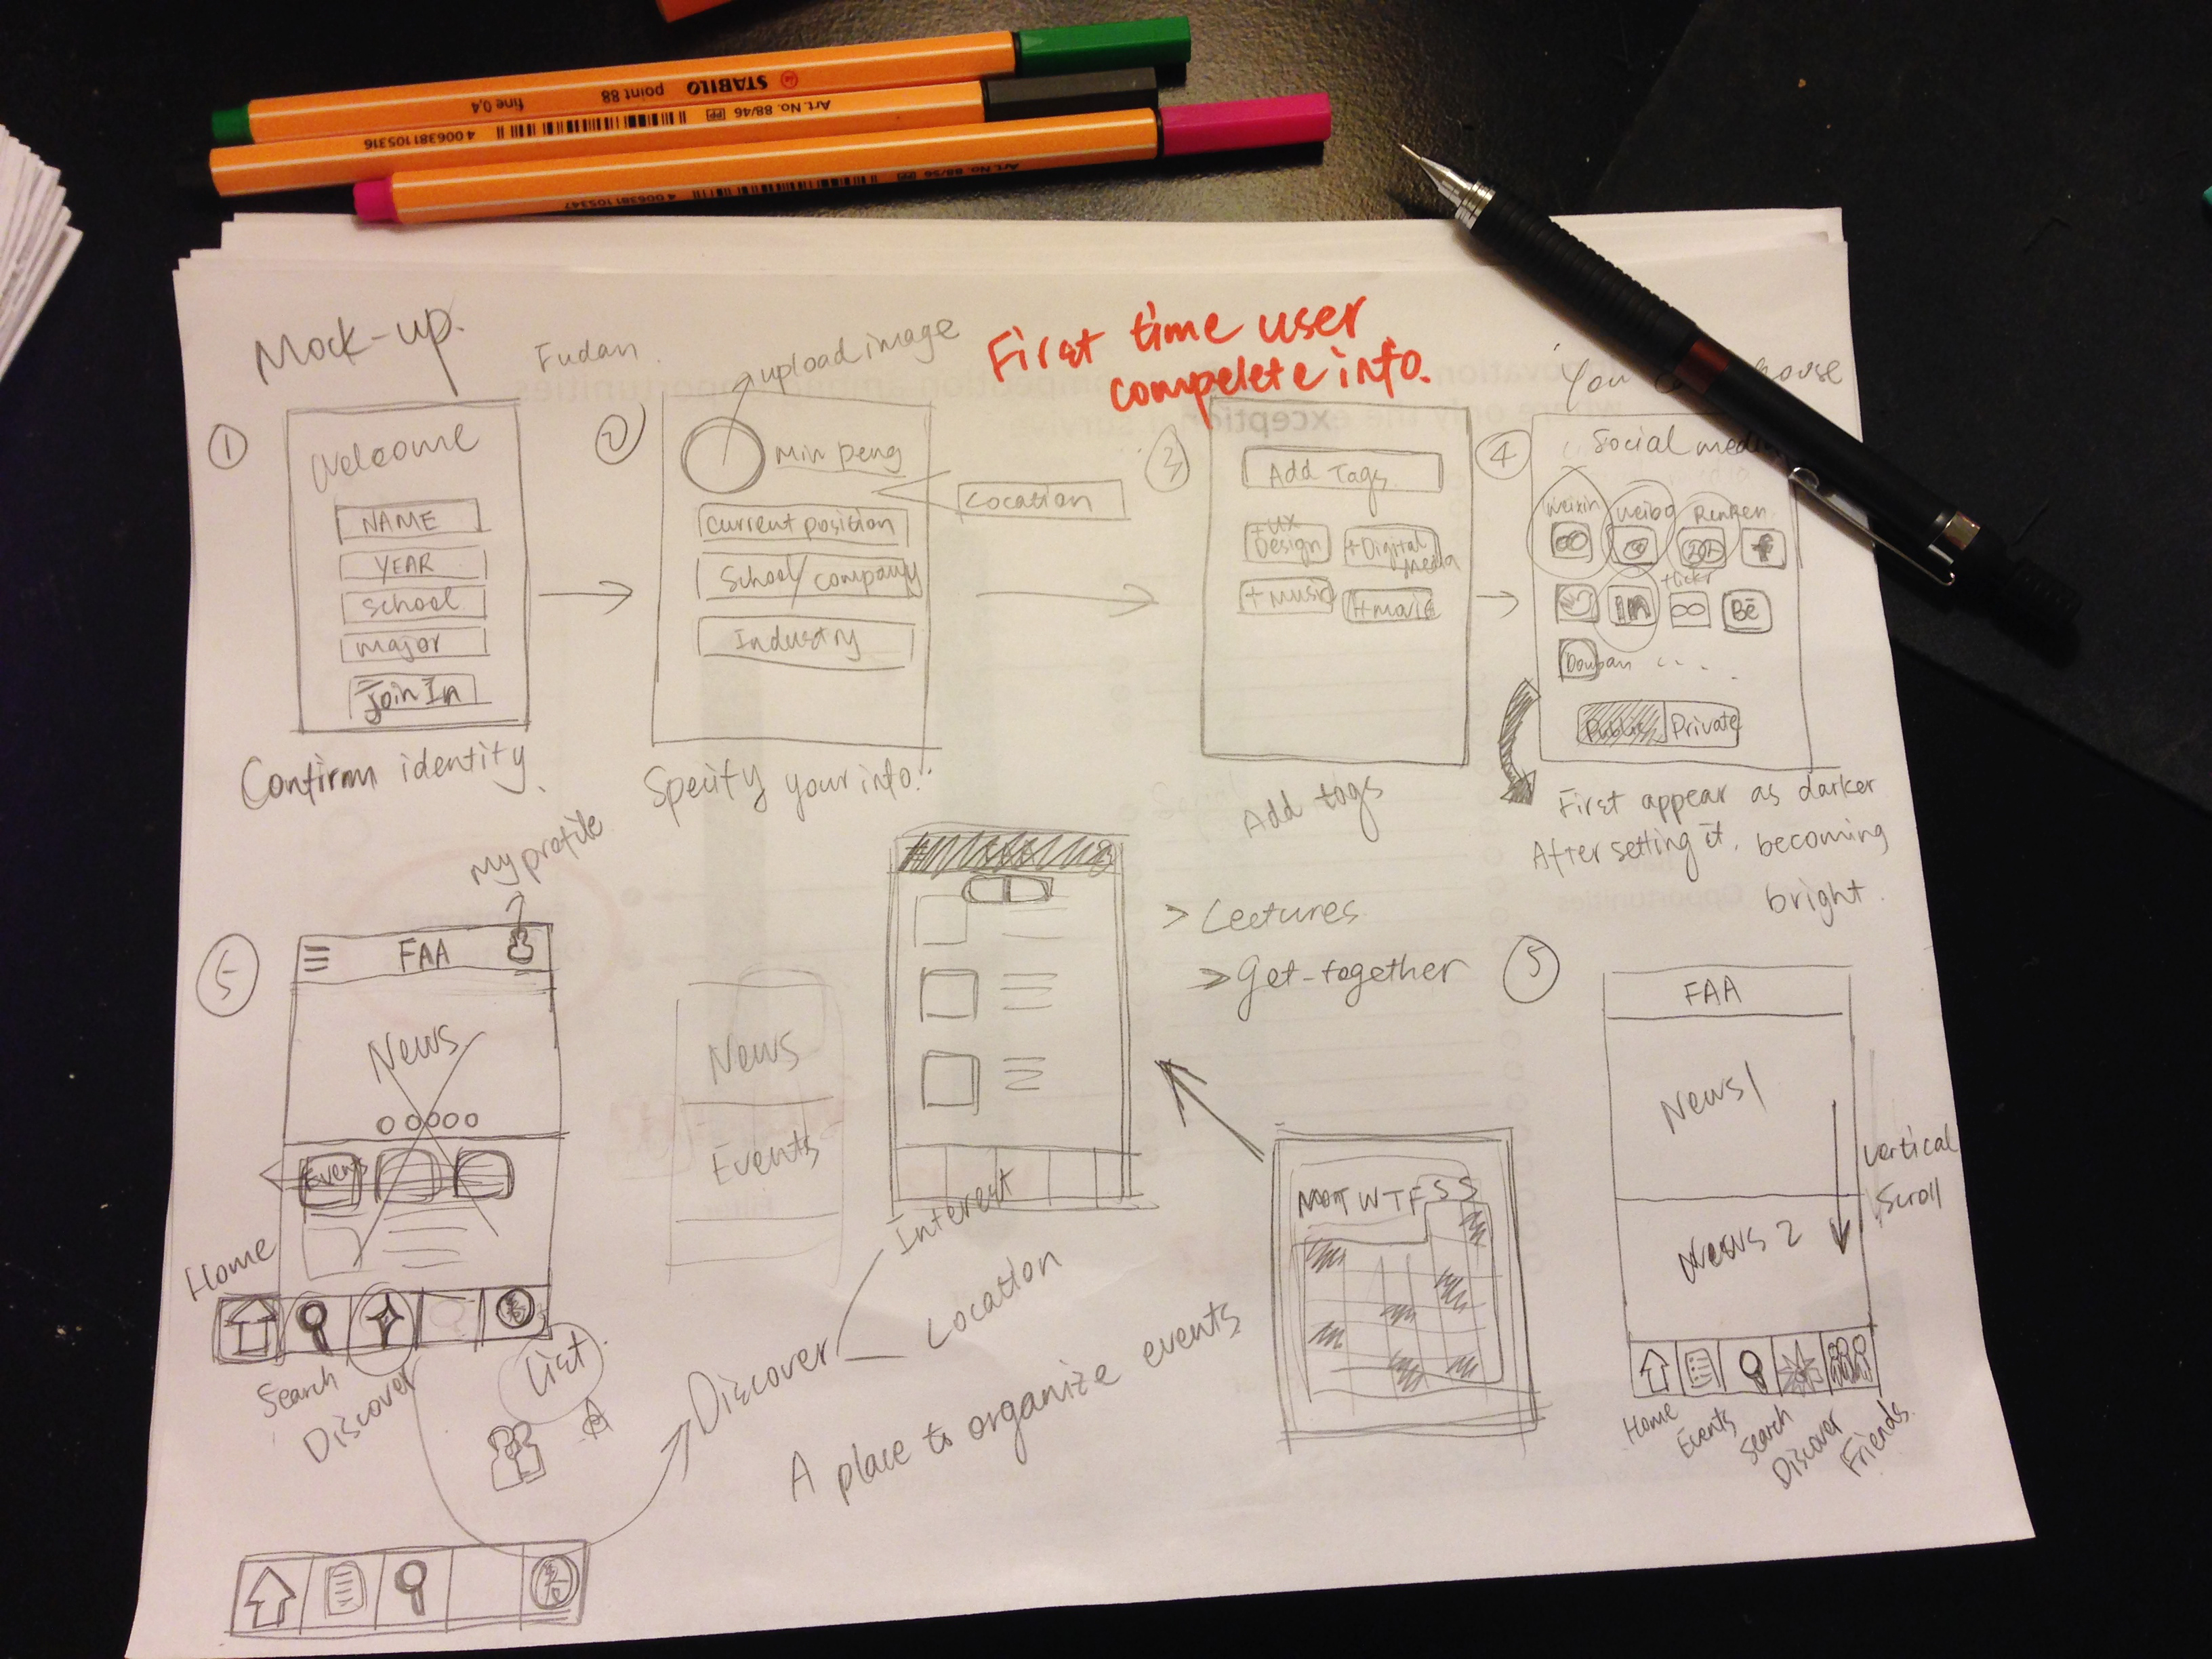 STABILO
point 88
fine 0,4
Art. No. 88/46
4 006381 105316
Art. No. 88/56
4 006381 105347
Mock-up.
Fudan.
upload image
First time user
compelete info.
You
Social media
①
Welcome
NAME
YEAR
school
major
Join In
Confirm identity.
②
Min Peng
Location
current position
School/company
Industry
Specify your info.
③
Add Tags
+UX
Design
+Digital
media
+music
Add tags
④
Weixin
weibo
RenRen
f
flickr
in
Bē
Douban ....
Public
Private
First appear as darker
After setting it, becoming
bright.
My profile
⑤
FAA
News
Events
Home
Search
Discover
List
News
Events
> Lectures
> Get-together
Interest
Location
Discover
A place to organize events
W T F S S
⑤
FAA
News 1
vertical
scroll
News 2
Home
Events
Search
Discover
Friends.